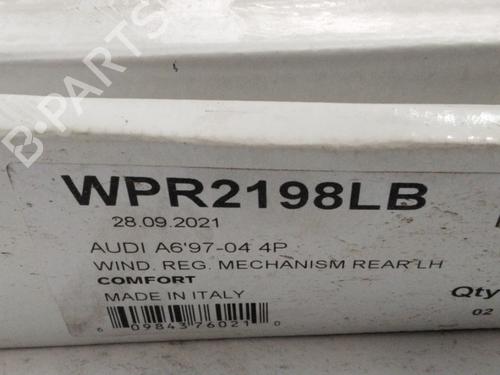 WPR2198LB
28.09.2021
AUDI A6'97-04 4P
WIND. REG. MECHANISM REAR LH
COMFORT
MADE IN ITALY
Qty
02
6 09843 76021 0
B-PARTS